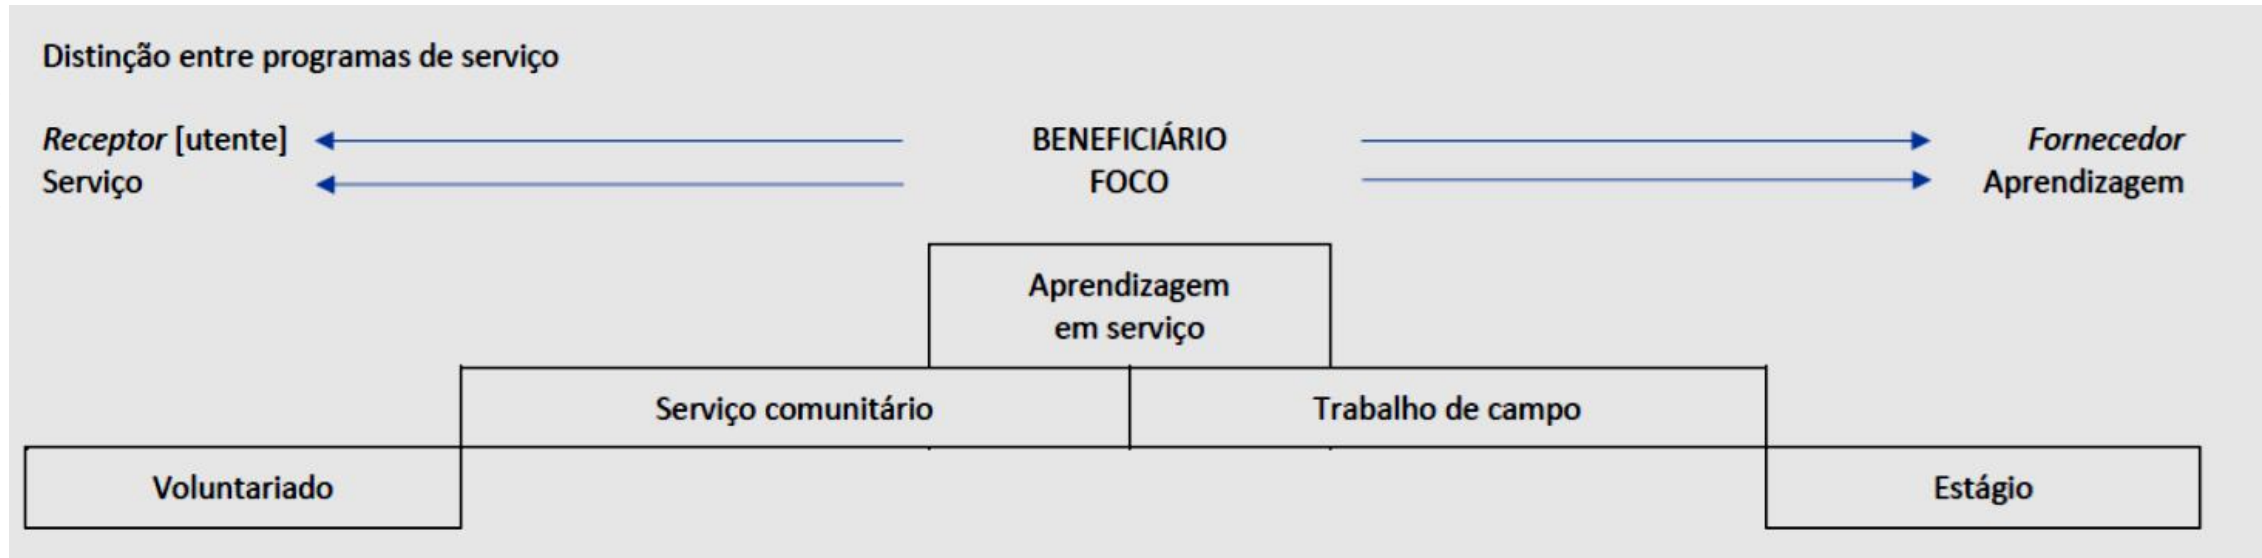 Distinção entre programas de serviço
Receptor [utente] BENEFICIÁRIO Fornecedor
Serviço FOCO Aprendizagem
Aprendizagem
em serviço
Serviço comunitário Trabalho de campo
Voluntariado Estágio